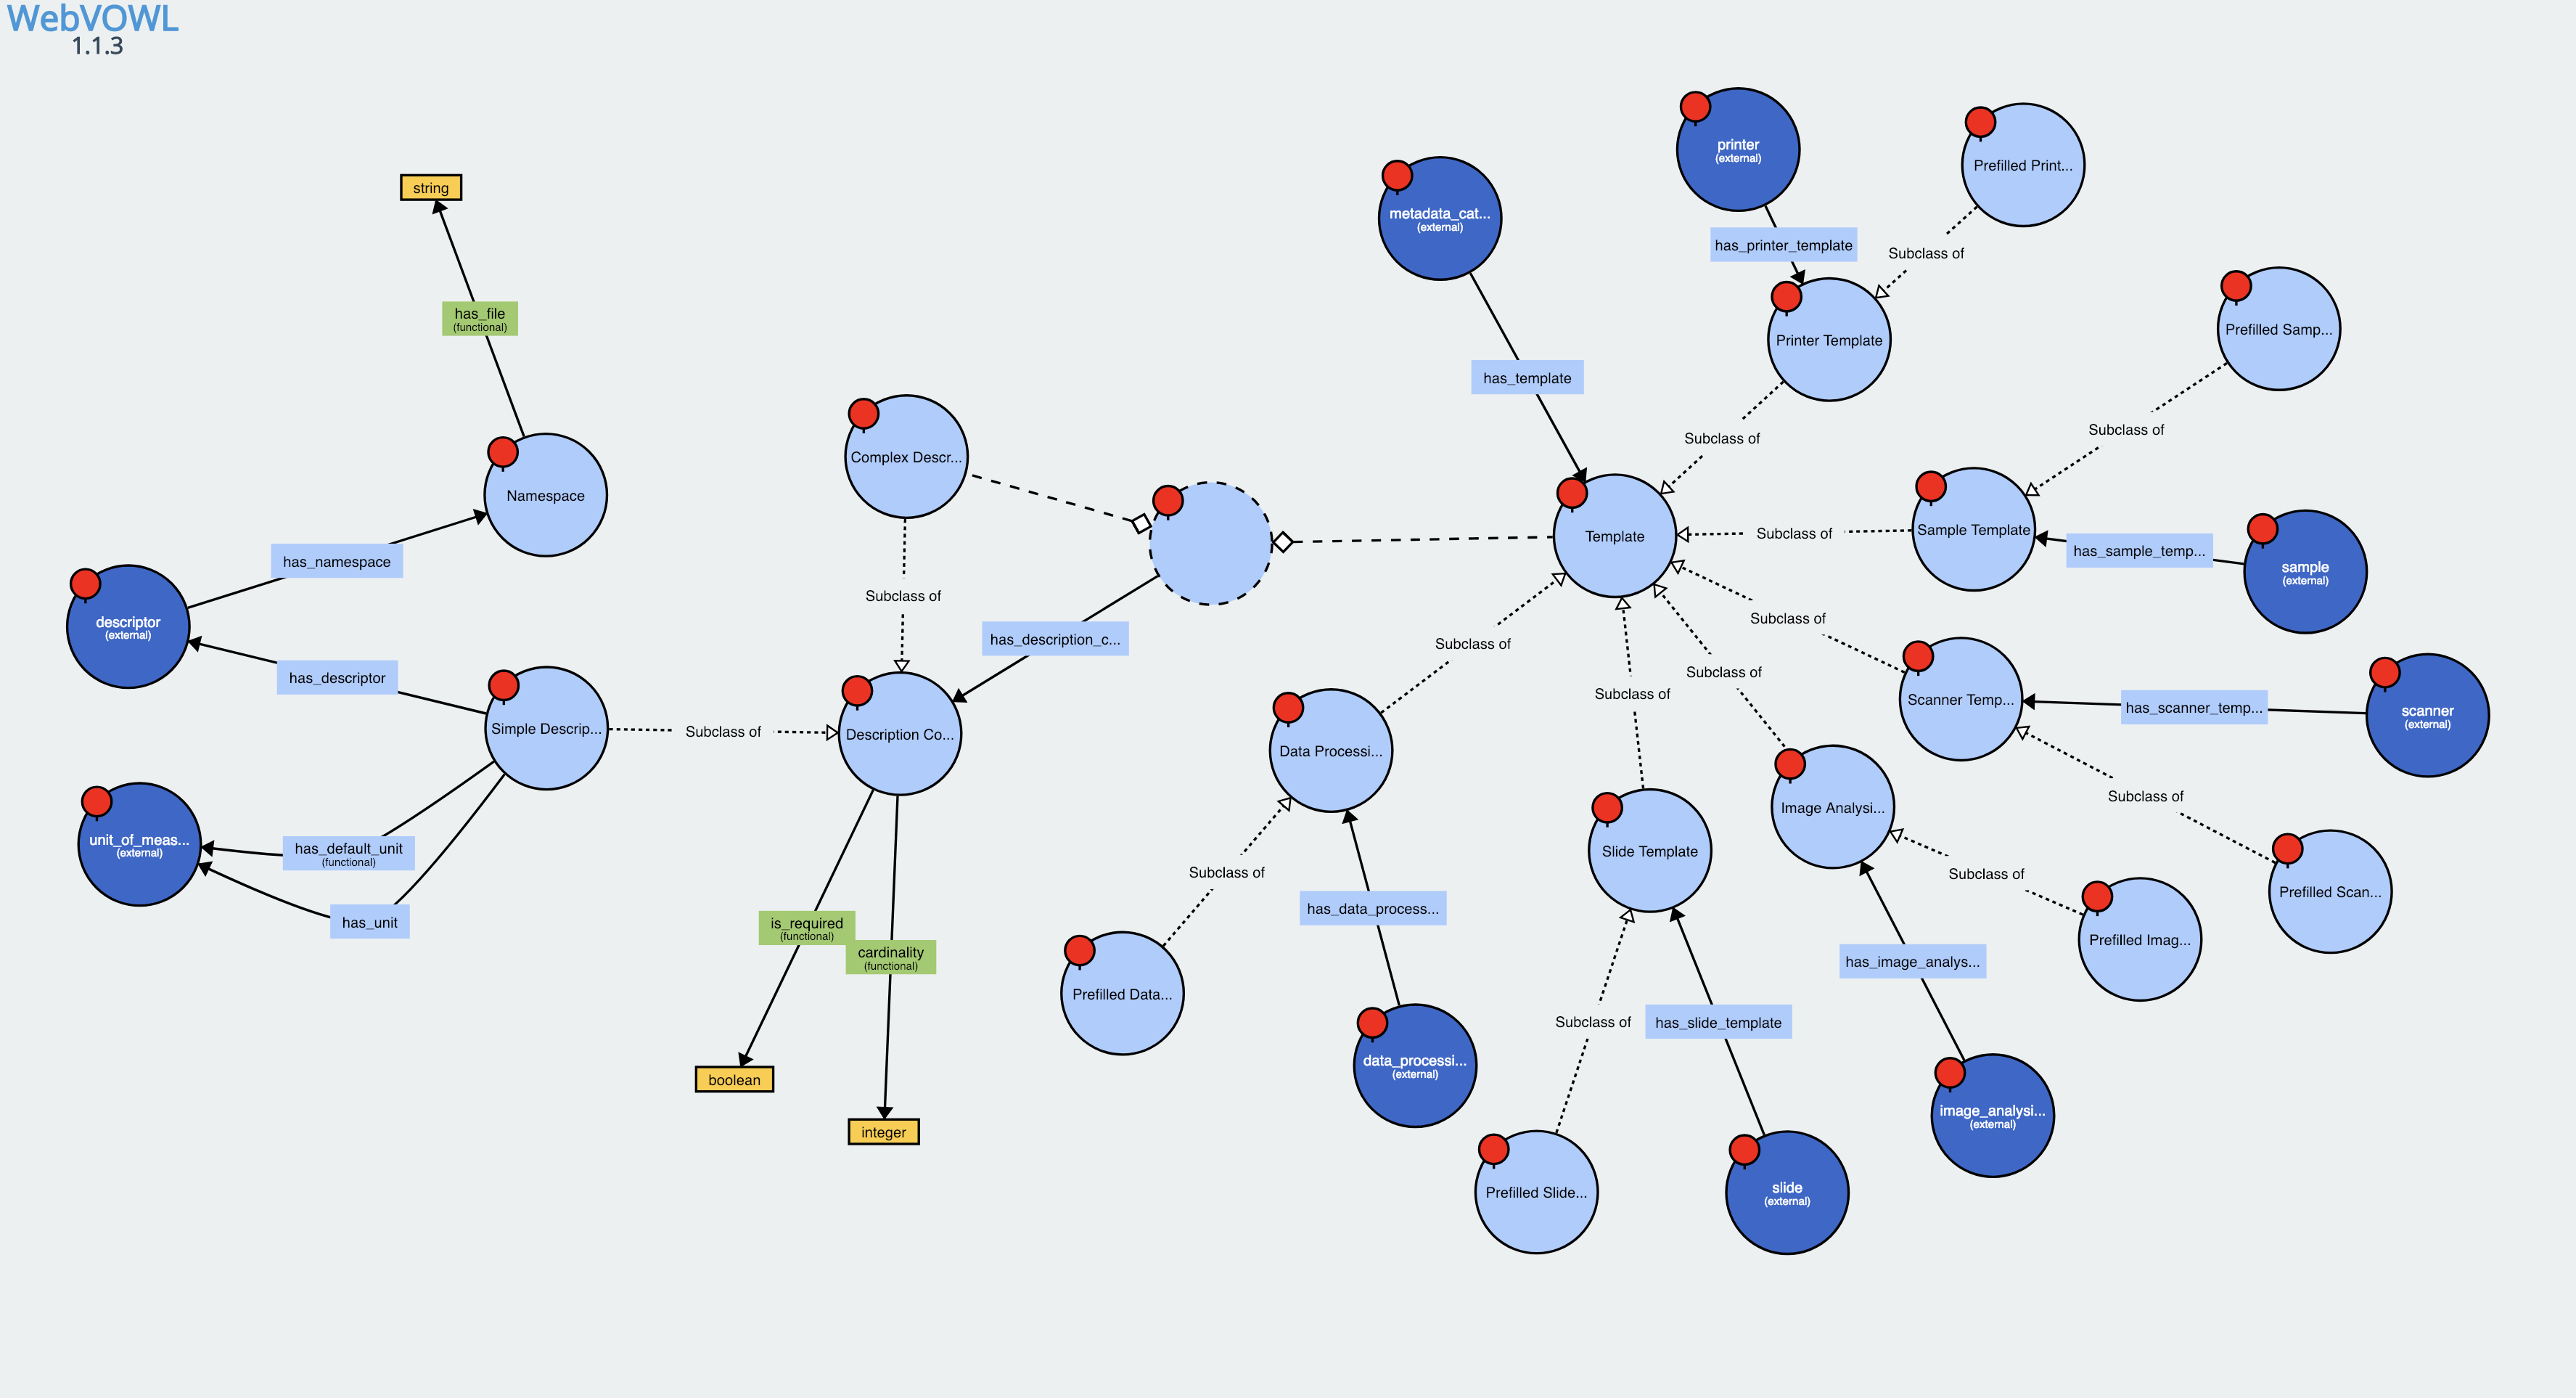 WebVOWL
1.1.3
printer
(external)
Prefilled Print...
metadata_cat...
(external)
string
has_printer_template
Subclass of
has_file
(functional)
Printer Template
Prefilled Samp...
has_template
Subclass of
Subclass of
Complex Descr...
Namespace
Template
Subclass of
Sample Template
has_sample_temp...
sample
(external)
has_namespace
Subclass of
Subclass of
descriptor
(external)
has_description_c...
Subclass of
has_descriptor
Subclass of
Subclass of
Scanner Temp...
has_scanner_temp...
scanner
(external)
Simple Descrip...
Subclass of
Description Co...
Data Processi...
Subclass of
Image Analysi...
unit_of_meas...
(external)
has_default_unit
(functional)
Slide Template
Subclass of
Subclass of
Prefilled Scan...
has_unit
is_required
(functional)
has_data_process...
cardinality
(functional)
Prefilled Imag...
has_image_analys...
Prefilled Data...
Subclass of
has_slide_template
data_processi...
(external)
boolean
image_analysi...
(external)
integer
Prefilled Slide...
slide
(external)